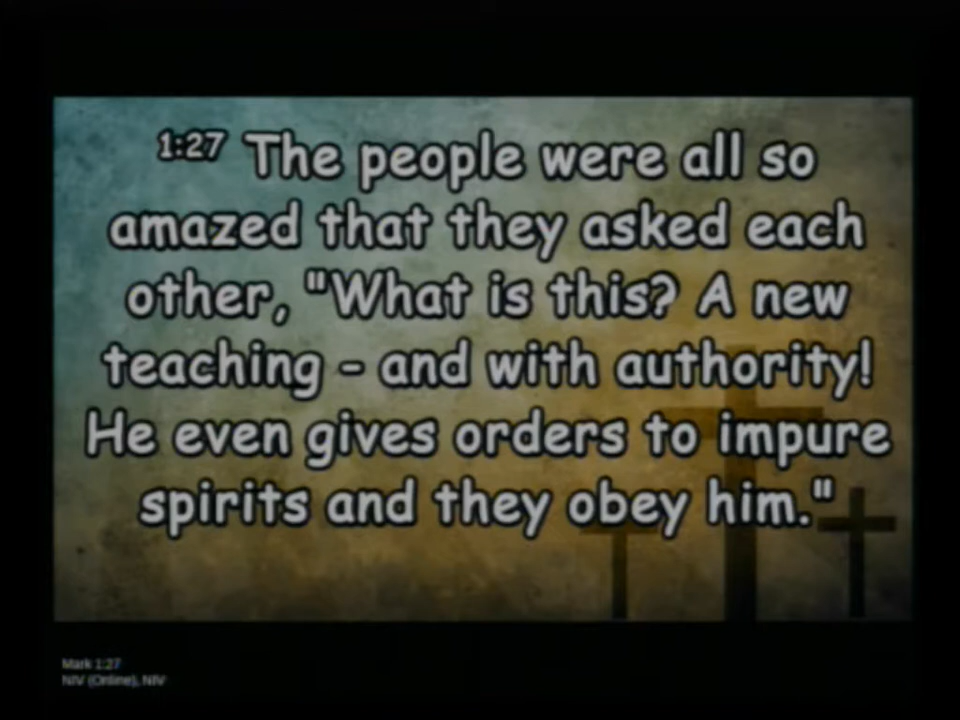 1:27 The people were all so
amazed that they asked each
other, "What is this? A new
teaching - and with authority!
He even gives orders to impure
spirits and they obey him."
Mark 1:27
NIV (Online), NIV